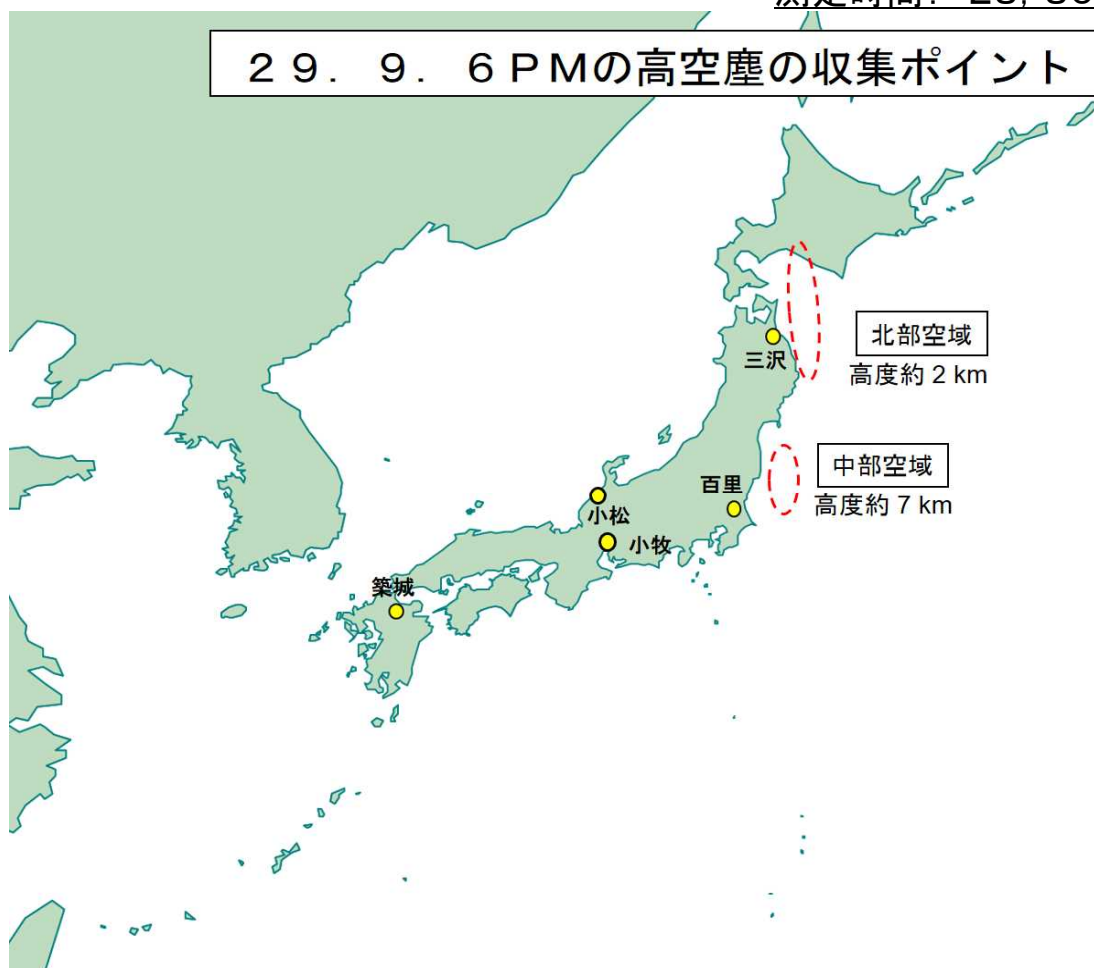 ２９．９．６ＰＭの高空塵の収集ポイント
北部空域
三沢
高度約 2 km
中部空域
百里
高度約 7 km
小松
小牧
築城